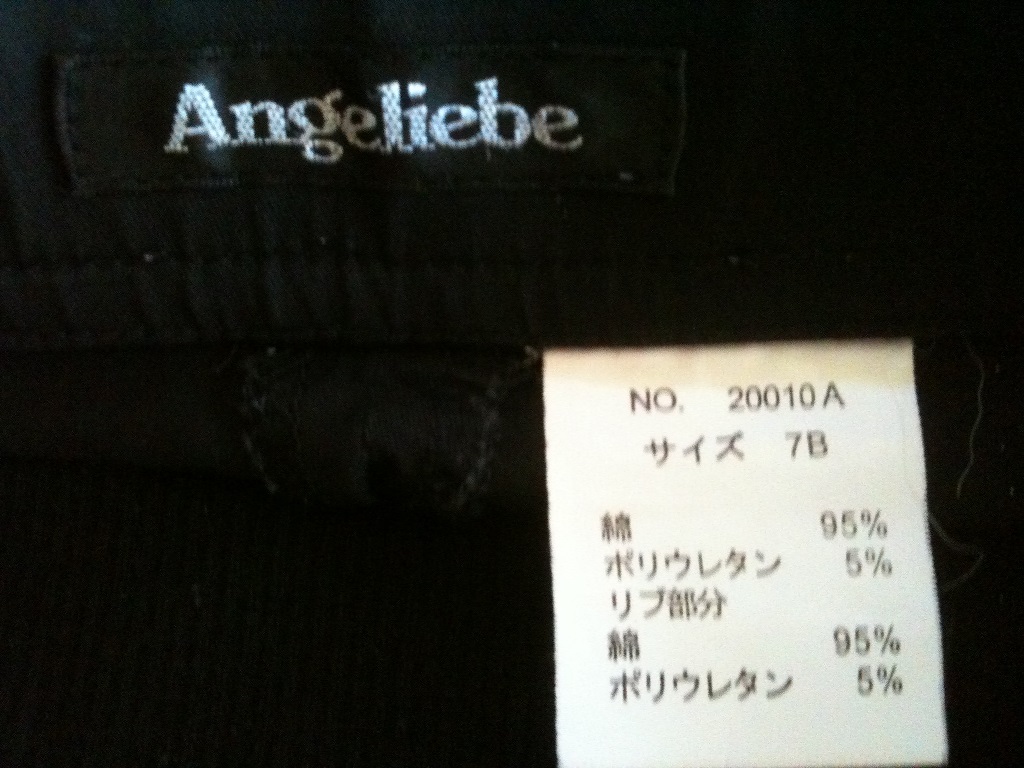 Angeliebe
NO. 20010A
サイズ 7B
綿 95%
ポリウレタン 5%
リブ部分
綿 95%
ポリウレタン 5%